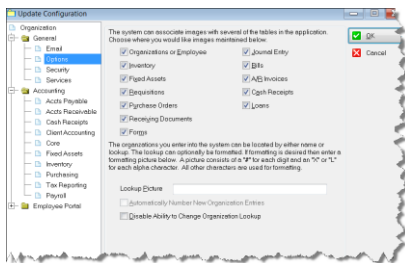 Update Configuration
Organization
General
Email
Options
Security
Services
Accounting
Accts Payable
Accts Receivable
Cash Receipts
Client Accounting
Core
Fixed Assets
Inventory
Purchasing
Tax Reporting
Payroll
Employee Portal
The system can associate images with several of the tables in the application.
Choose where you would like images maintained below.
Organizations or Employee
Journal Entry
Inventory
Bills
Fixed Assets
A/R Invoices
Requisitions
Cash Receipts
Purchase Orders
Loans
Receiving Documents
Forms
The organizations you enter into the system can be located by either name or
lookup. The lookup can optionally be formatted. If formatting is desired then enter a
formatting picture below. A picture consists of a "#" for each digit and an "X" or "L"
for each alpha character. All other characters are used for formatting.
Lookup Picture
Automatically Number New Organization Entries
Disable Ability to Change Organization Lookup
OK
Cancel